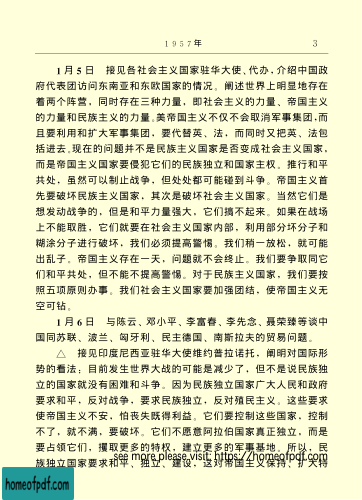 1957年 3
1月5日 接见各社会主义国家驻华大使、代办,介绍中国政
府代表团访问东南亚和东欧国家的情况。阐述世界上明显地存在
着两个阵营,同时存在三种力量,即社会主义的力量、帝国主义
的力量和民族主义的力量。美帝国主义不仅不会取消军事集团,而
且要利用和扩大军事集团,要代替英、法,而同时又把英、法包
括进去。现在的问题并不是民族主义国家是否变成社会主义国家,
而是帝国主义国家要侵犯它们的民族独立和国家主权。推行和平
共处,虽然可以制止战争,但处处都可能碰到斗争。帝国主义首
先要破坏民族主义国家,其次是破坏社会主义国家。当然它们是
想发动战争的,但是和平力量强大,它们搞不起来。如果在战场
上不能取胜,它们就要在社会主义国家内部,利用部分坏分子和
糊涂分子进行破坏,我们必须提高警惕。我们稍一放松,就可能
出乱子。帝国主义存在一天,问题就不会终止。我们要争取同它
们和平共处,但不能不提高警惕。对于民族主义国家,我们要按
照五项原则办事。我们社会主义国家要加强团结,使帝国主义无
空可钻。
1月6日 与陈云、邓小平、李富春、李先念、聂荣臻等谈中
国同苏联、波兰、匈牙利、民主德国、南斯拉夫的贸易问题。
△ 接见印度尼西亚驻华大使维约普拉诺托,阐明对国际形
势的看法:目前发生世界大战的可能是减少了,但不是说民族独
立的国家就没有困难和斗争。因为民族独立国家广大人民和政府
要求和平,反对战争,要求民族独立,反对殖民主义。这些要求
使帝国主义不安,怕丧失既得利益。它们要控制这些国家,控制
不了,就不满,要破坏。它们不愿意阿拉伯国家真正独立,而是
要占领它们,攫取更多的特权,建立更多的军事基地。所以,民
see more please visit: https://homeofpdf.com
族独立国家要求和平、独立、建设,这对帝国主义保持、扩大特
homeofpdf.com